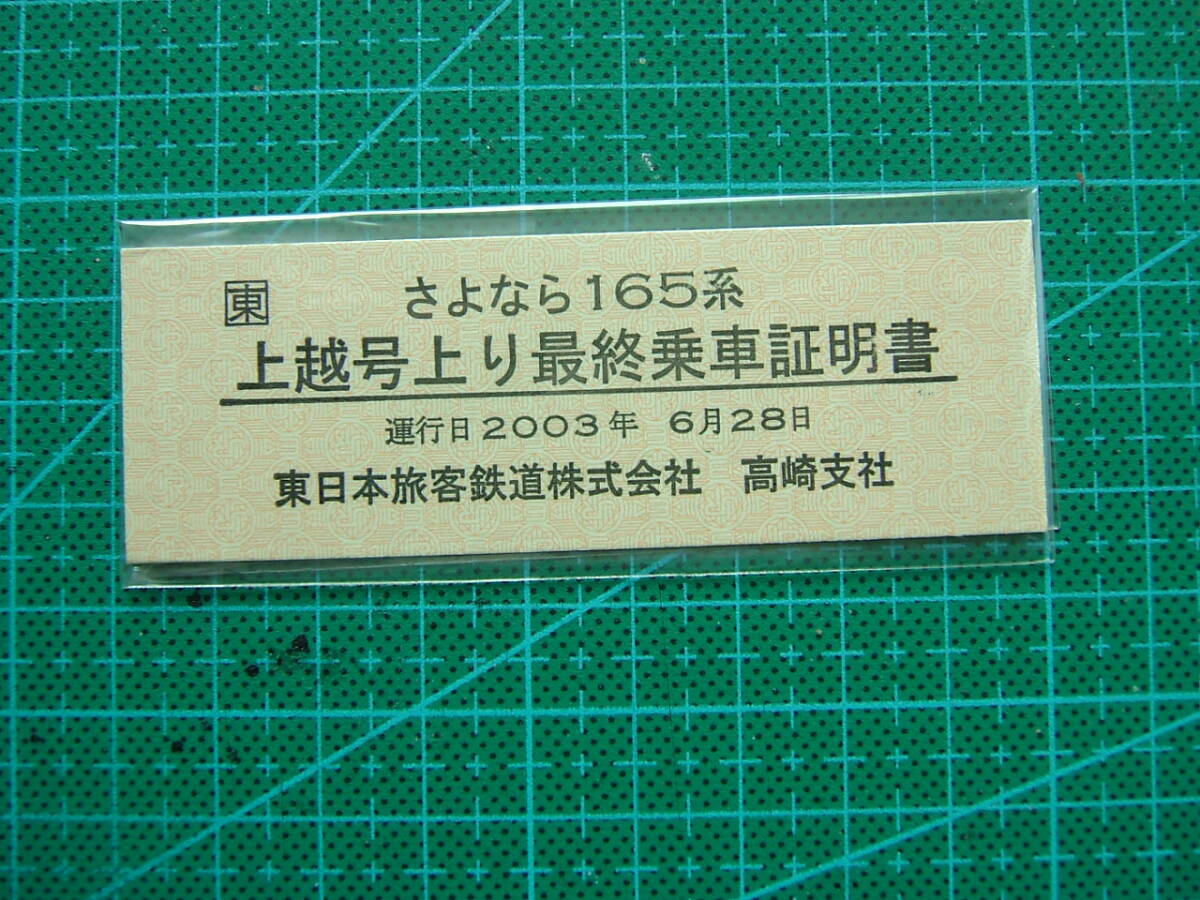 東 さよなら165系
上越号上り最終乗車証明書
運行日2003年 6月28日
東日本旅客鉄道株式会社 高崎支社